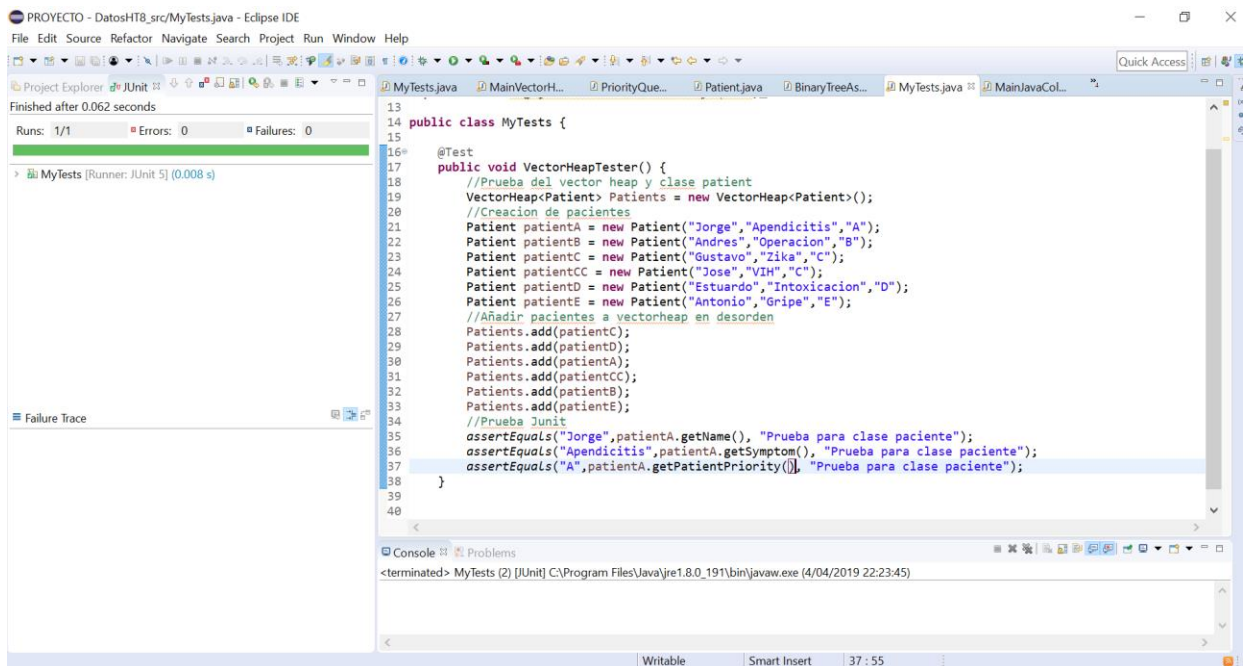 PROYECTO - DatosHT8_src/MyTests.java - Eclipse IDE
File Edit Source Refactor Navigate Search Project Run Window Help
Quick Access
Project Explorer JUnit
Finished after 0.062 seconds
Runs: 1/1 Errors: 0 Failures: 0
MyTests [Runner: JUnit 5] (0.008 s)
Failure Trace
MyTests.java MainVectorH... PriorityQue... Patient.java BinaryTreeAs... MyTests.java MainJavaCol... 1
13
14 public class MyTests {
15
16 @Test
17 public void VectorHeapTester() {
18 //Prueba del vector heap y clase patient
19 VectorHeap<Patient> Patients = new VectorHeap<Patient>();
20 //Creacion de pacientes
21 Patient patientA = new Patient("Jorge","Apendicitis","A");
22 Patient patientB = new Patient("Andres","Operacion","B");
23 Patient patientC = new Patient("Gustavo","Zika","C");
24 Patient patientCC = new Patient("Jose","VIH","C");
25 Patient patientD = new Patient("Estuardo","Intoxicacion","D");
26 Patient patientE = new Patient("Antonio","Gripe","E");
27 //Añadir pacientes a vectorheap en desorden
28 Patients.add(patientC);
29 Patients.add(patientD);
30 Patients.add(patientA);
31 Patients.add(patientCC);
32 Patients.add(patientB);
33 Patients.add(patientE);
34 //Prueba Junit
35 assertEquals("Jorge",patientA.getName(), "Prueba para clase paciente");
36 assertEquals("Apendicitis",patientA.getSymptom(), "Prueba para clase paciente");
37 assertEquals("A",patientA.getPatientPriority(), "Prueba para clase paciente");
38 }
39
40
Console Problems
<terminated> MyTests (2) [JUnit] C:\Program Files\Java\jre1.8.0_191\bin\javaw.exe (4/04/2019 22:23:45)
Writable Smart Insert 37 : 55